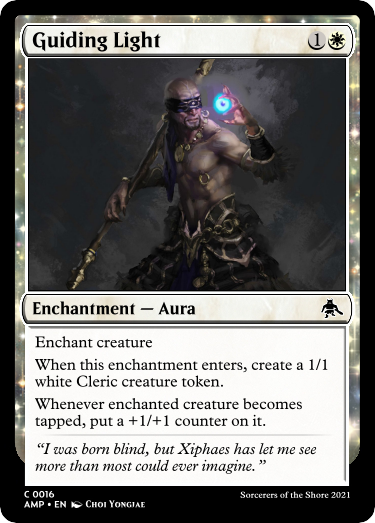 Guiding Light 1
Enchantment — Aura
Enchant creature
When this enchantment enters, create a 1/1
white Cleric creature token.
Whenever enchanted creature becomes
tapped, put a +1/+1 counter on it.
“I was born blind, but Xiphaes has let me see
more than most could ever imagine.”
C 0016
AMP • EN Choi Yongjae
Sorcerers of the Shore 2021